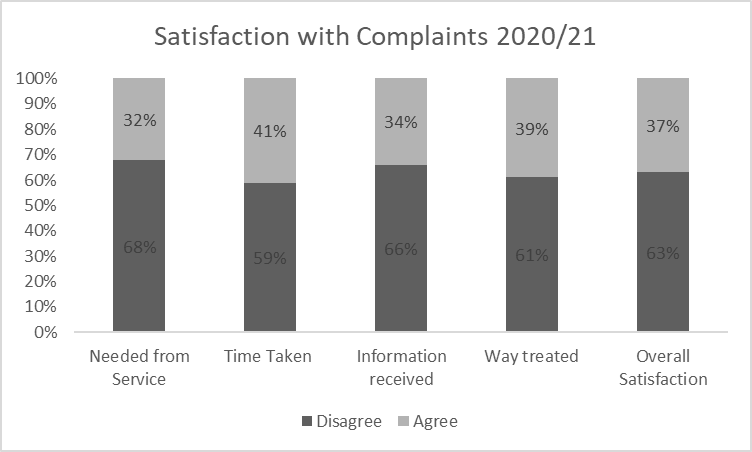 Satisfaction with Complaints 2020/21
100%
90%
80%
70%
60%
50%
40%
30%
20%
10%
0%
32% 41% 34% 39% 37%
68% 59% 66% 61% 63%
Needed from Service
Time Taken
Information received
Way treated
Overall Satisfaction
Disagree Agree